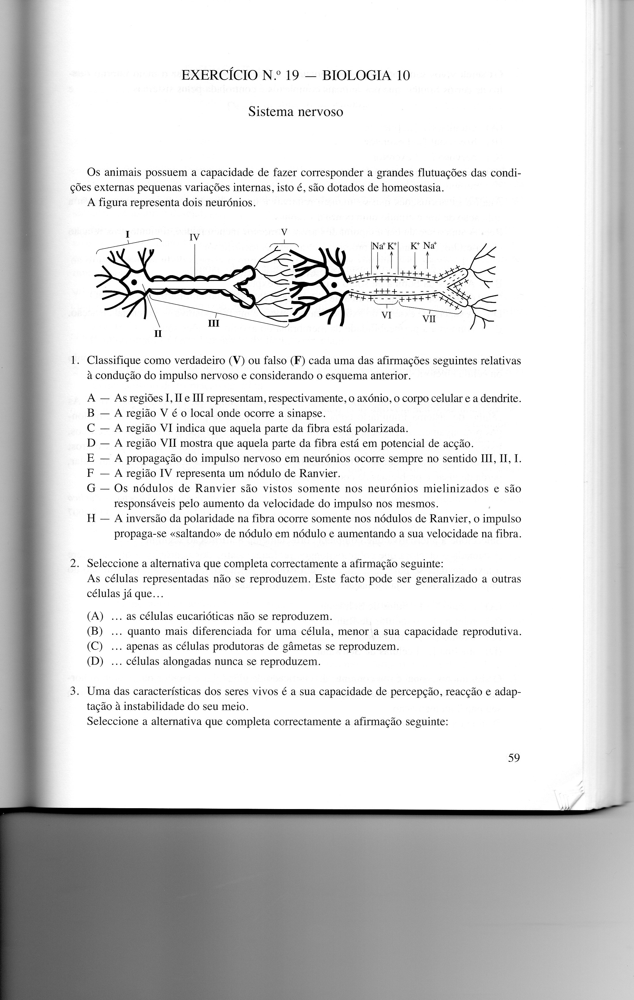 EXERCÍCIO N.º 19 — BIOLOGIA 10
Sistema nervoso
Os animais possuem a capacidade de fazer corresponder a grandes flutuações das condi-
ções externas pequenas variações internas, isto é, são dotados de homeostasia.
A figura representa dois neurónios.
I
IV
V
Na⁺ K⁺ K⁺ Na⁺
VI
VII
III
II
1. Classifique como verdadeiro (V) ou falso (F) cada uma das afirmações seguintes relativas
à condução do impulso nervoso e considerando o esquema anterior.
A — As regiões I, II e III representam, respectivamente, o axónio, o corpo celular e a dendrite.
B — A região V é o local onde ocorre a sinapse.
C — A região VI indica que aquela parte da fibra está polarizada.
D — A região VII mostra que aquela parte da fibra está em potencial de acção.
E — A propagação do impulso nervoso em neurónios ocorre sempre no sentido III, II, I.
F — A região IV representa um nódulo de Ranvier.
G — Os nódulos de Ranvier são vistos somente nos neurónios mielinizados e são
responsáveis pelo aumento da velocidade do impulso nos mesmos.
H — A inversão da polaridade na fibra ocorre somente nos nódulos de Ranvier, o impulso
propaga-se «saltando» de nódulo em nódulo e aumentando a sua velocidade na fibra.
2. Seleccione a alternativa que completa correctamente a afirmação seguinte:
As células representadas não se reproduzem. Este facto pode ser generalizado a outras
células já que…
(A) … as células eucarióticas não se reproduzem.
(B) … quanto mais diferenciada for uma célula, menor a sua capacidade reprodutiva.
(C) … apenas as células produtoras de gâmetas se reproduzem.
(D) … células alongadas nunca se reproduzem.
3. Uma das características dos seres vivos é a sua capacidade de percepção, reacção e adap-
tação à instabilidade do seu meio.
Seleccione a alternativa que completa correctamente a afirmação seguinte:
59